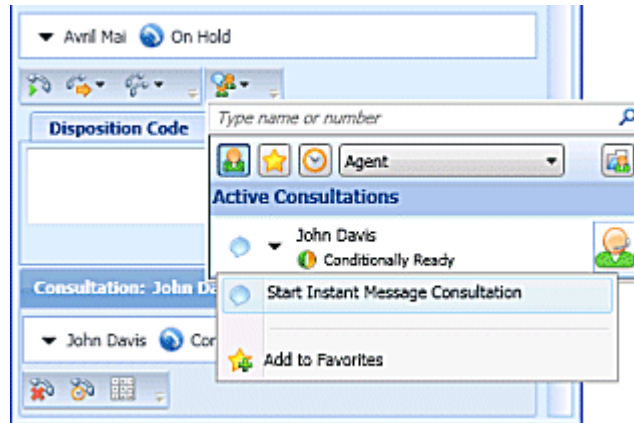 Avril Mai On Hold
Type name or number
Disposition Code
Agent
Active Consultations
John Davis
Conditionally Ready
Consultation: John Da
Start Instant Message Consultation
John Davis Con
Add to Favorites